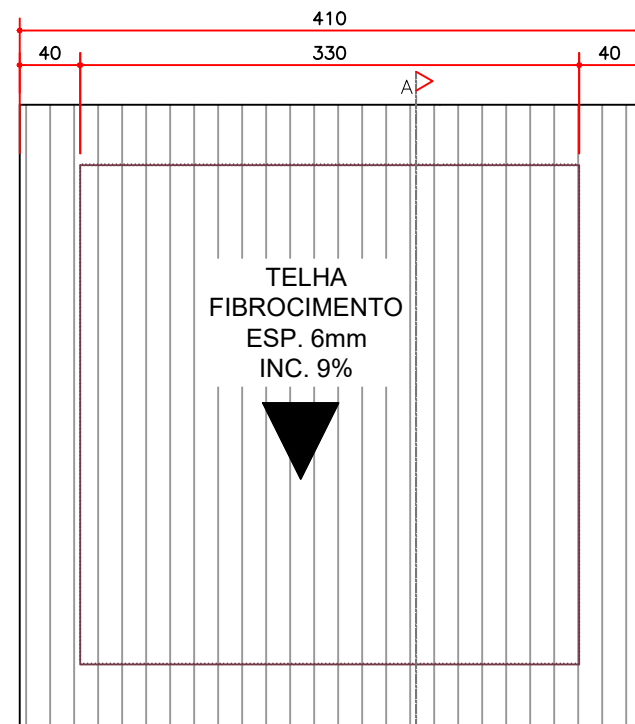 410
40 330 40
A
TELHA
FIBROCIMENTO
ESP. 6mm
INC. 9%